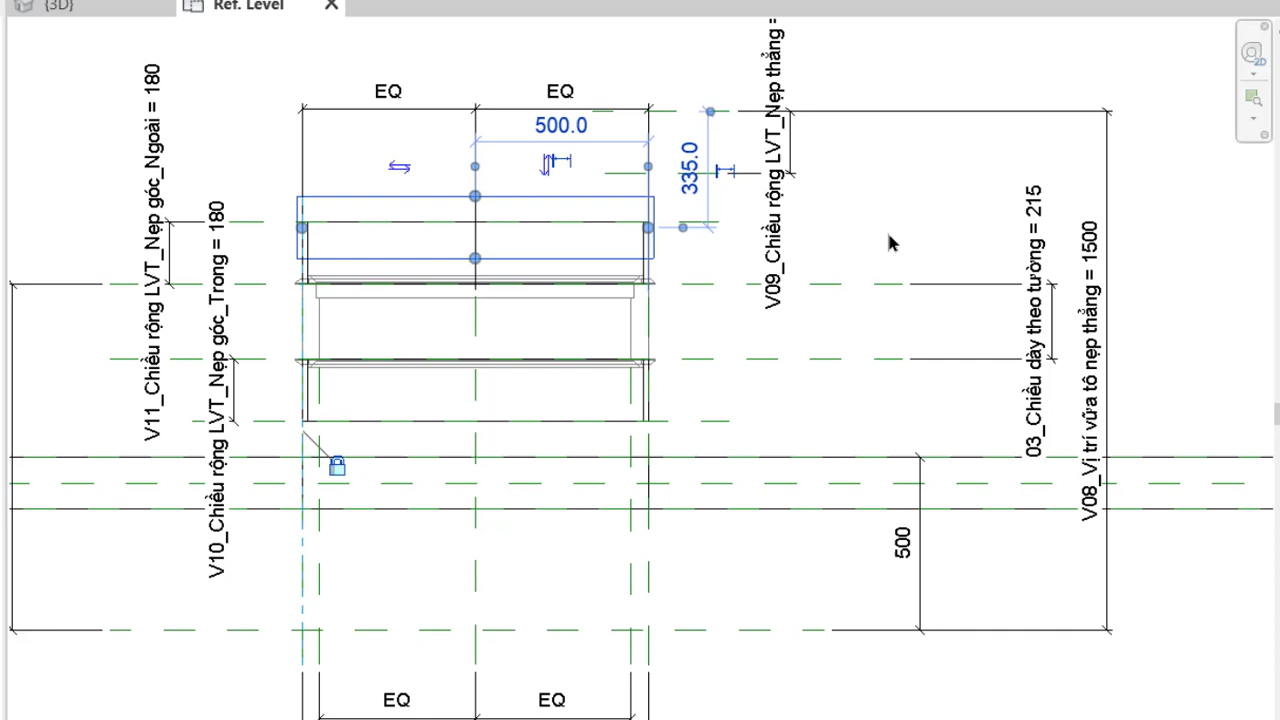 {3D}
Ref. Level
EQ
EQ
500.0
335.0
2D
V11_Chiều rộng LVT_Nẹp góc_Ngoài = 180
V10_Chiều rộng LVT_Nẹp góc_Trong = 180
V09_Chiều rộng LVT_Nẹp thẳng =
03_Chiều dày theo tường = 215
V08_Vị trí vữa tô nẹp thẳng = 1500
500
EQ
EQ